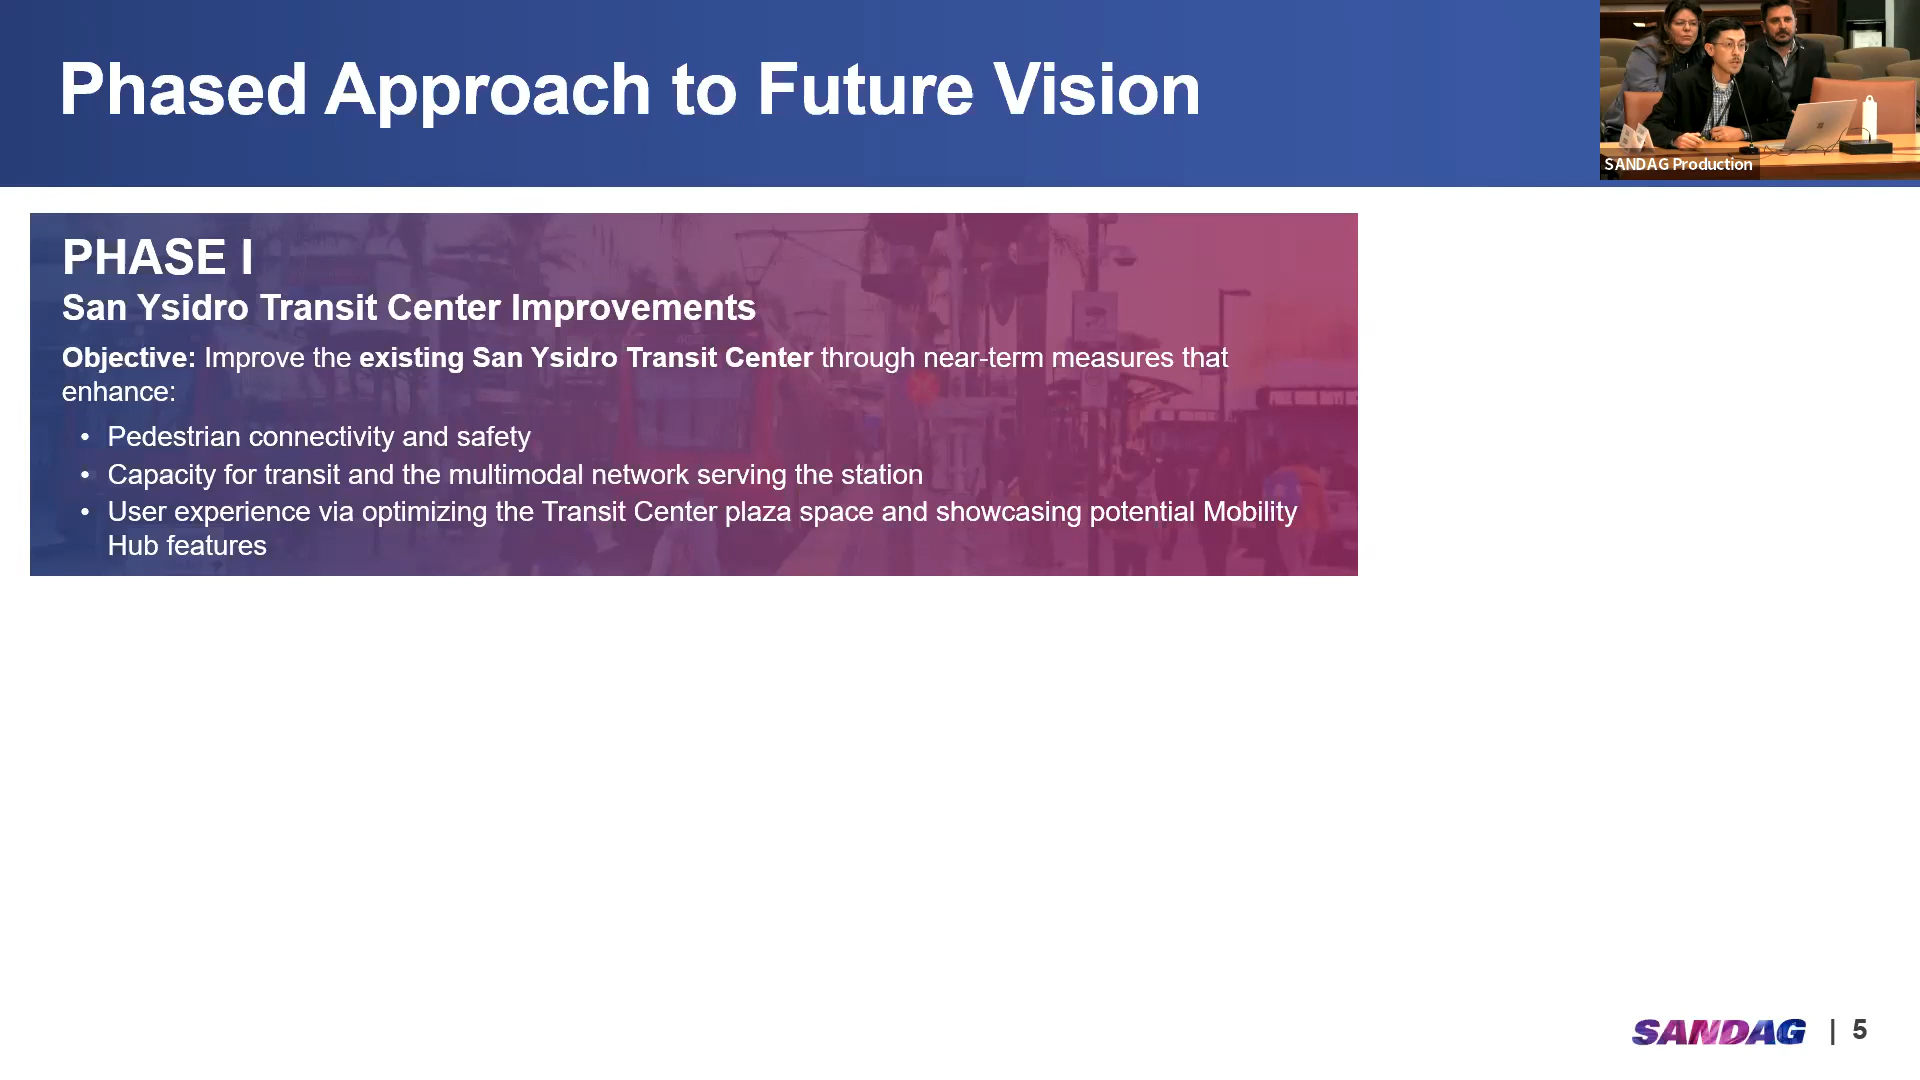 Phased Approach to Future Vision
SANDAG Production
PHASE I
San Ysidro Transit Center Improvements
Objective: Improve the existing San Ysidro Transit Center through near-term measures that
enhance:
• Pedestrian connectivity and safety
• Capacity for transit and the multimodal network serving the station
• User experience via optimizing the Transit Center plaza space and showcasing potential Mobility
Hub features
SANDAG | 5